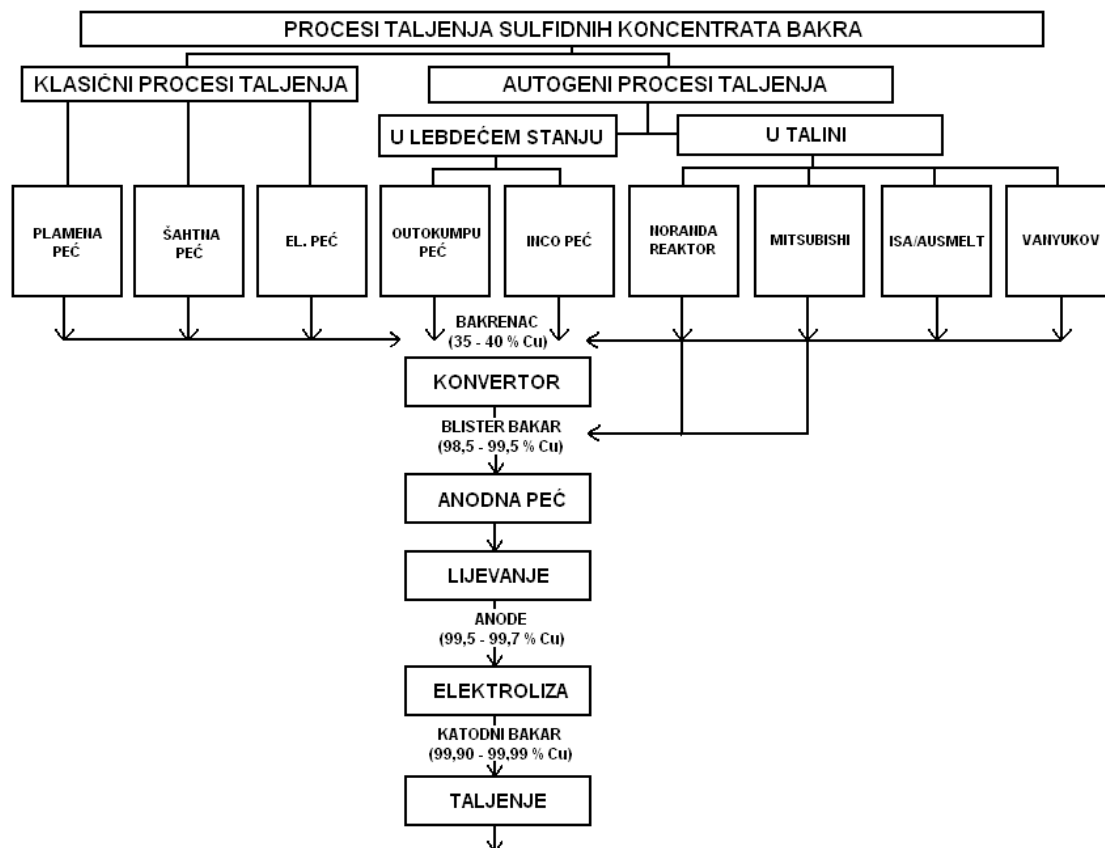 PROCESI TALJENJA SULFIDNIH KONCENTRATA BAKRA
KLASIČNI PROCESI TALJENJA
AUTOGENI PROCESI TALJENJA
U LEBDEĆEM STANJU
U TALINI
PLAMENA
PEĆ
ŠAHTNA
PEĆ
EL. PEĆ
OUTOKUMPU
PEĆ
INCO PEĆ
NORANDA
REAKTOR
MITSUBISHI
ISA/AUSMELT
VANYUKOV
BAKRENAC
(35 - 40 % Cu)
KONVERTOR
BLISTER BAKAR
(98,5 - 99,5 % Cu)
ANODNA PEĆ
LIJEVANJE
ANODE
(99,5 - 99,7 % Cu)
ELEKTROLIZA
KATODNI BAKAR
(99,90 - 99,99 % Cu)
TALJENJE